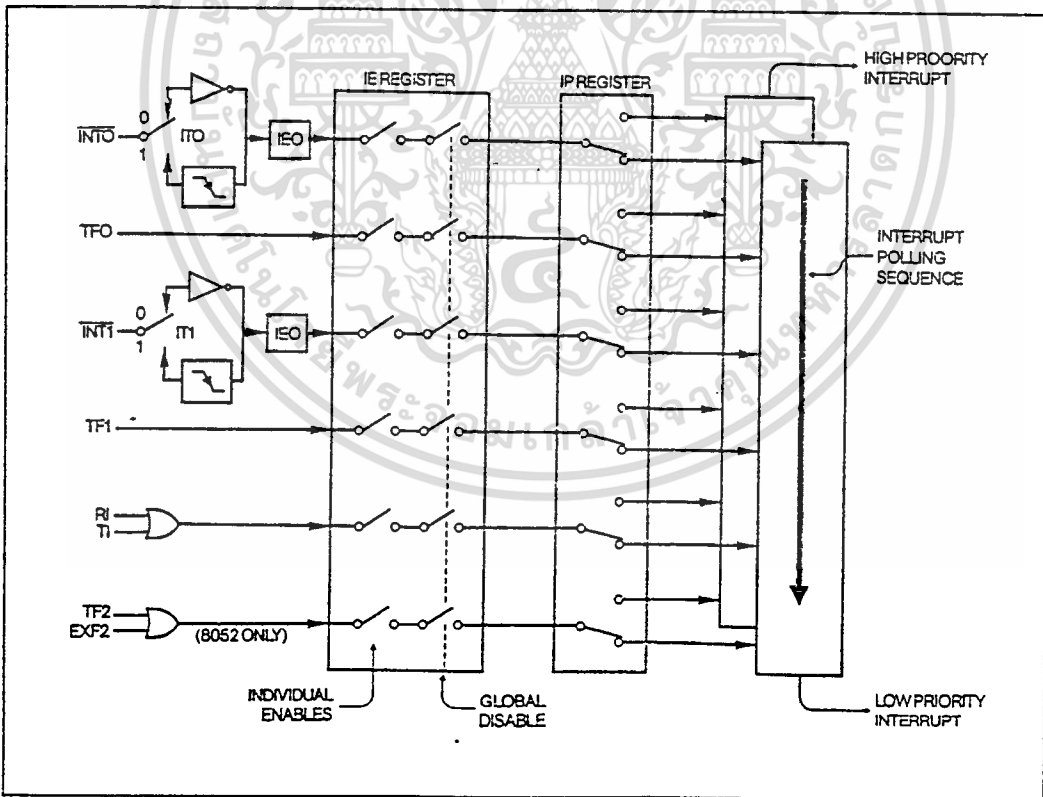 HIGH PROORITY
INTERRUPT
IE REGISTER
IP REGISTER
0
INT0
1
IT0
IE0
TF0
INTERRUPT
POLLING
SEQUENCE
0
INT1
1
IT1
IE0
TF1
RI
TI
TF2
EXF2
(8052 ONLY)
INDIVIDUAL
ENABLES
GLOBAL
DISABLE
LOW PRIORITY
INTERRUPT